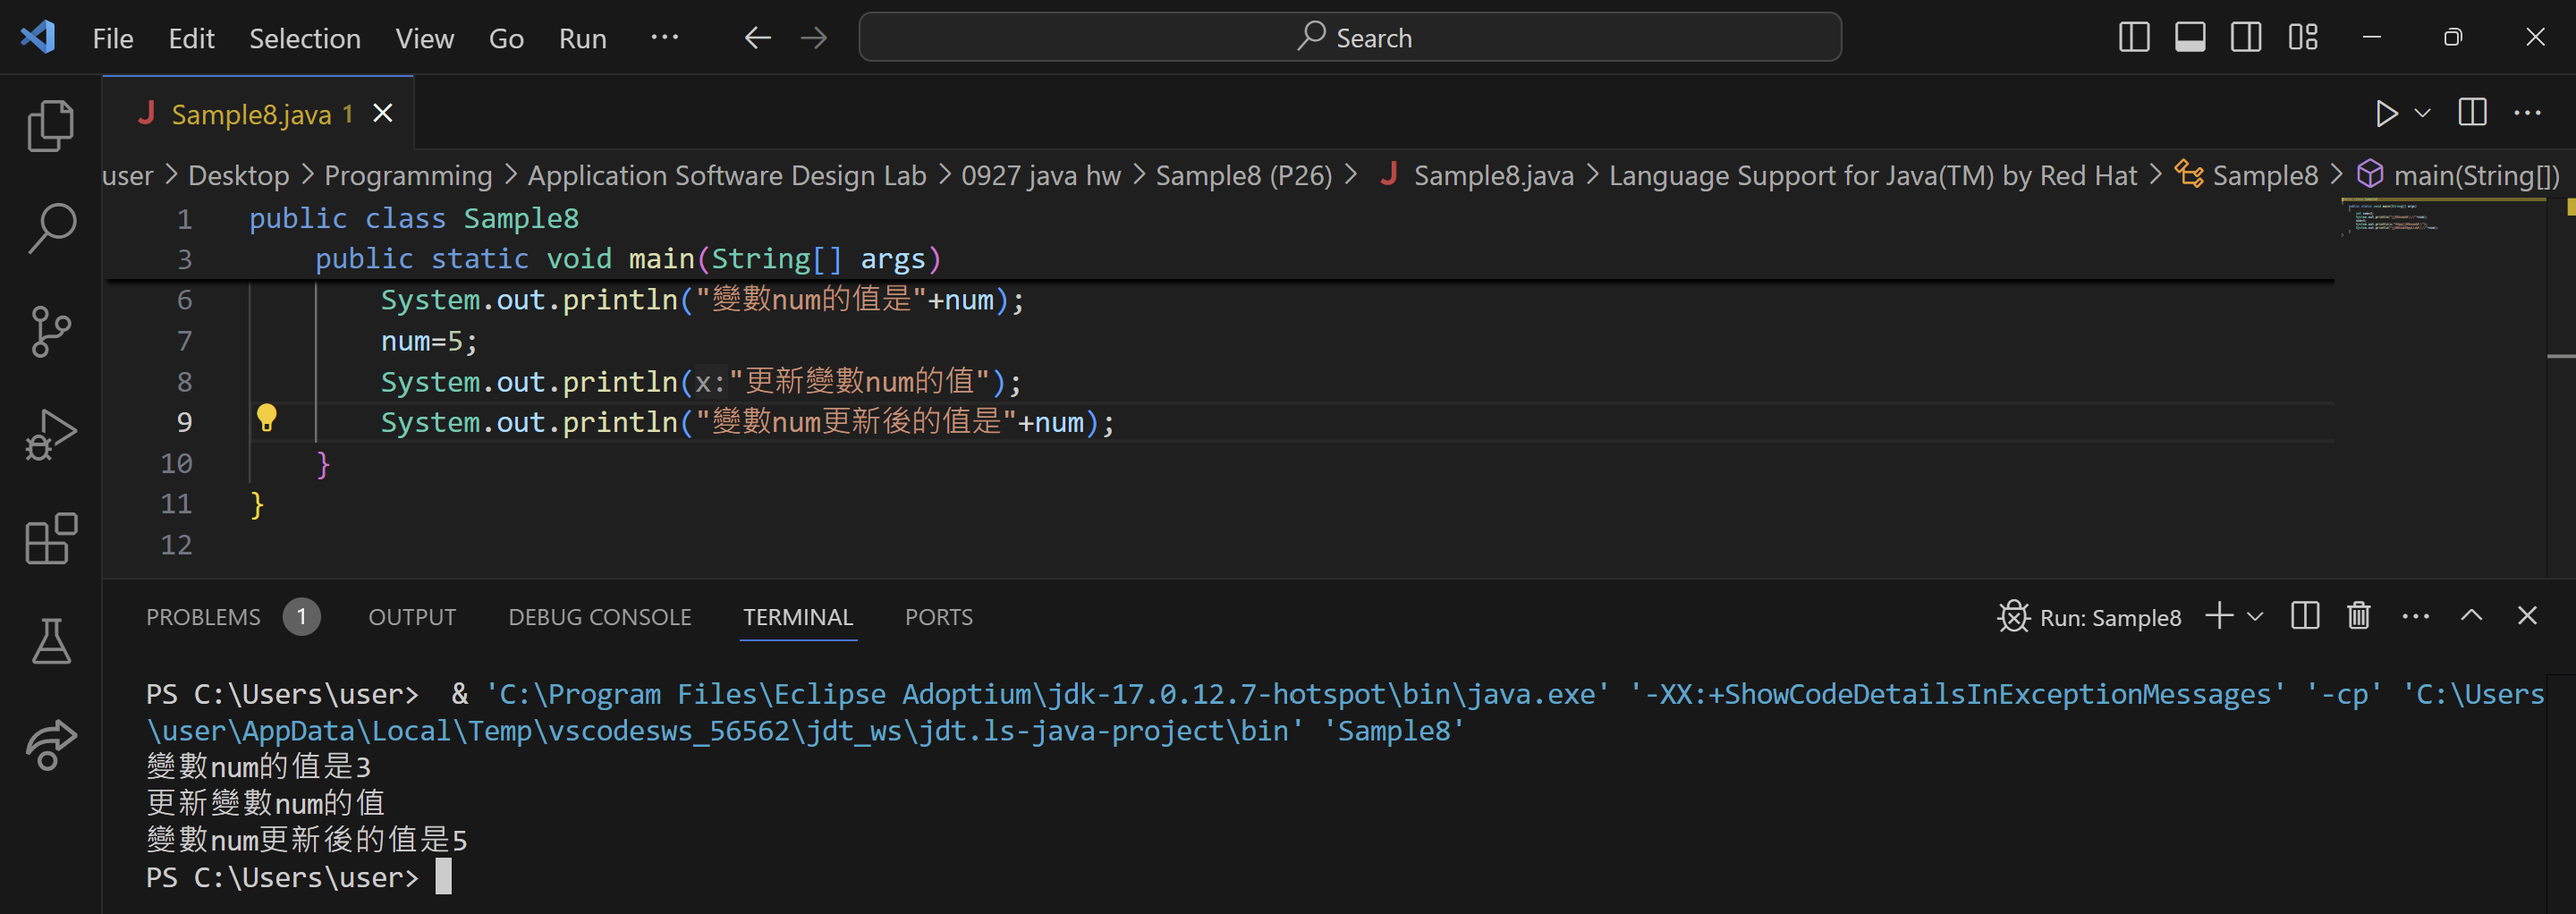 File Edit Selection View Go Run ··· Search
Sample8.java 1
user > Desktop > Programming > Application Software Design Lab > 0927 java hw > Sample8 (P26) > Sample8.java > Language Support for Java(TM) by Red Hat > Sample8 > main(String[])
1 public class Sample8
3 public static void main(String[] args)
6 System.out.println("變數num的值是"+num);
7 num=5;
8 System.out.println(x:"更新變數num的值");
9 System.out.println("變數num更新後的值是"+num);
10 }
11 }
12
PROBLEMS 1 OUTPUT DEBUG CONSOLE TERMINAL PORTS Run: Sample8
PS C:\Users\user>  & 'C:\Program Files\Eclipse Adoptium\jdk-17.0.12.7-hotspot\bin\java.exe' '-XX:+ShowCodeDetailsInExceptionMessages' '-cp' 'C:\Users
\user\AppData\Local\Temp\vscodesws_56562\jdt_ws\jdt.ls-java-project\bin' 'Sample8'
變數num的值是3
更新變數num的值
變數num更新後的值是5
PS C:\Users\user>